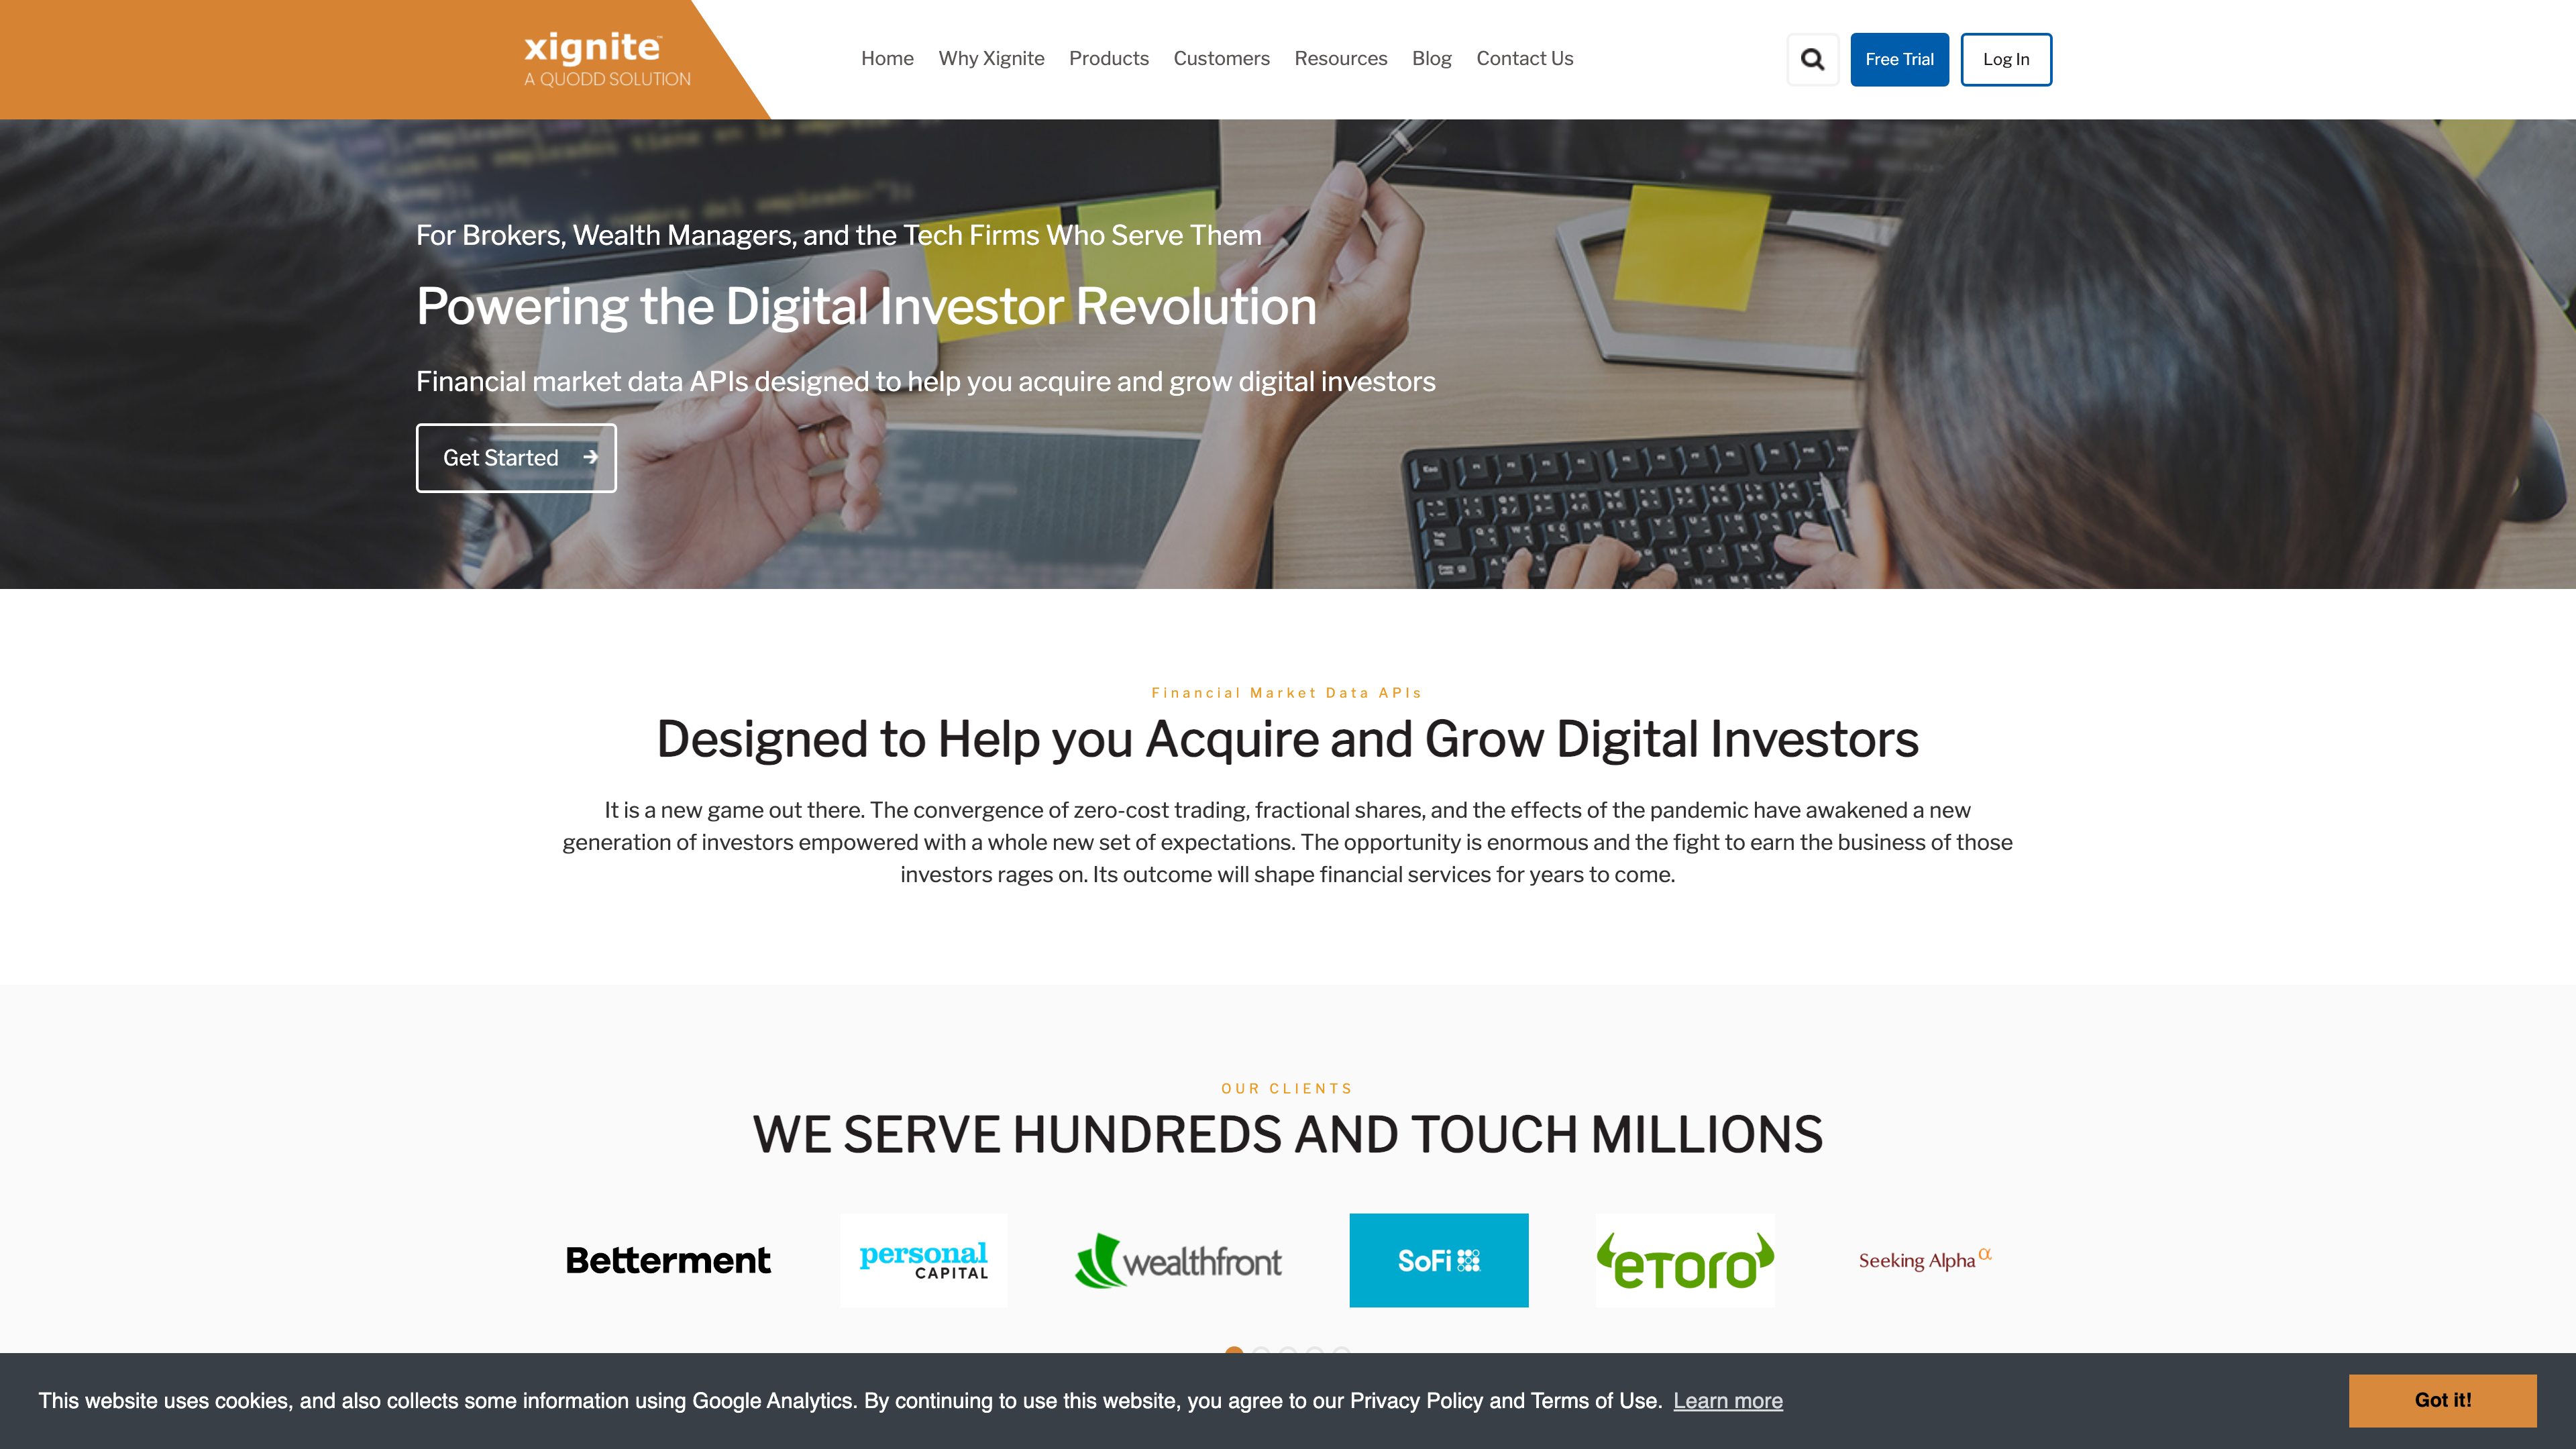 xignite™
A QUODD SOLUTION
Home Why Xignite Products Customers Resources Blog Contact Us
Free Trial
Log In
For Brokers, Wealth Managers, and the Tech Firms Who Serve Them
Powering the Digital Investor Revolution
Financial market data APIs designed to help you acquire and grow digital investors
Get Started
Financial Market Data APIs
Designed to Help you Acquire and Grow Digital Investors
It is a new game out there. The convergence of zero-cost trading, fractional shares, and the effects of the pandemic have awakened a new
generation of investors empowered with a whole new set of expectations. The opportunity is enormous and the fight to earn the business of those
investors rages on. Its outcome will shape financial services for years to come.
OUR CLIENTS
WE SERVE HUNDREDS AND TOUCH MILLIONS
Betterment
personal
CAPITAL
wealthfront
SoFi
eToro
Seeking Alpha α
This website uses cookies, and also collects some information using Google Analytics. By continuing to use this website, you agree to our Privacy Policy and Terms of Use. Learn more
Got it!